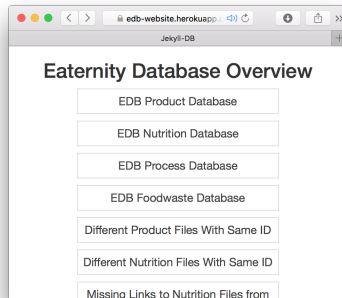 edb-website.herokuapp.c
Jekyll-DB
Eaternity Database Overview
EDB Product Database
EDB Nutrition Database
EDB Process Database
EDB Foodwaste Database
Different Product Files With Same ID
Different Nutrition Files With Same ID
Missing Links to Nutrition Files from